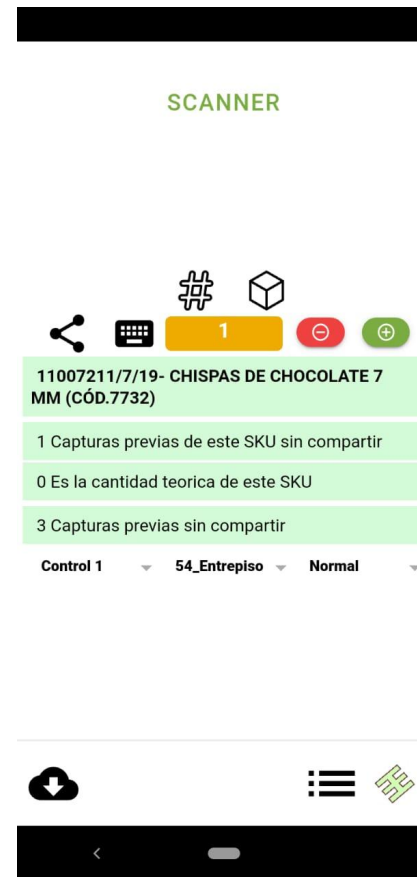 SCANNER
1
11007211/7/19- CHISPAS DE CHOCOLATE 7
MM (CÓD.7732)
1 Capturas previas de este SKU sin compartir
0 Es la cantidad teorica de este SKU
3 Capturas previas sin compartir
Control 1 54_Entrepiso Normal